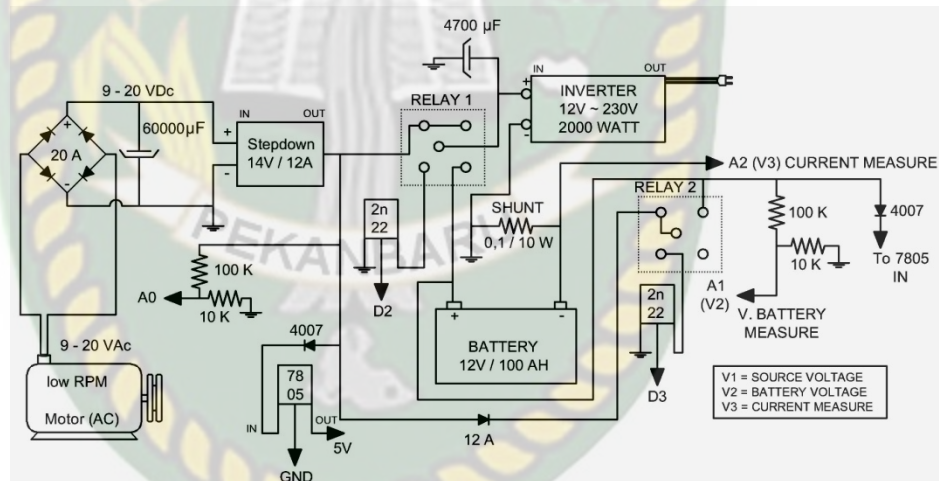 4700 µF
9 - 20 VDc
60000µF
20 A
+
-
IN OUT
+
-
Stepdown
14V / 12A
RELAY 1
IN OUT
+
-
INVERTER
12V ~ 230V
2000 WATT
A2 (V3) CURRENT MEASURE
RELAY 2
SHUNT
0,1 / 10 W
2n
22
D2
100 K
10 K
A0
PEKANBARU
100 K
10 K
4007
To 7805
IN
A1
(V2)
V. BATTERY
MEASURE
2n
22
D3
+ -
BATTERY
12V / 100 AH
9 - 20 VAc
low RPM
Motor (AC)
4007
78
05
IN
OUT
5V
GND
12 A
V1 = SOURCE VOLTAGE
V2 = BATTERY VOLTAGE
V3 = CURRENT MEASURE